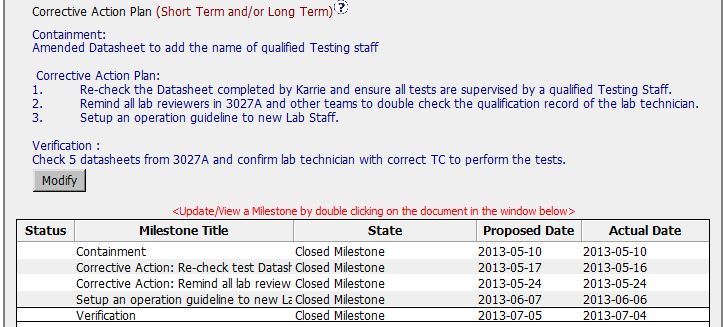 Corrective Action Plan (Short Term and/or Long Term)?
Containment:
Amended Datasheet to add the name of qualified Testing staff
Corrective Action Plan:
1. Re-check the Datasheet completed by Karrie and ensure all tests are supervised by a qualified Testing Staff.
2. Remind all lab reviewers in 3027A and other teams to double check the qualification record of the lab technician.
3. Setup an operation guideline to new Lab Staff.
Verification :
Check 5 datasheets from 3027A and confirm lab technician with correct TC to perform the tests.
Modify
<Update/View a Milestone by double clicking on the document in the window below>
Status Milestone Title State Proposed Date Actual Date
Containment Closed Milestone 2013-05-10 2013-05-10
Corrective Action: Re-check test Datash Closed Milestone 2013-05-17 2013-05-16
Corrective Action: Remind all lab review Closed Milestone 2013-05-24 2013-05-24
Setup an operation guideline to new La Closed Milestone 2013-06-07 2013-06-06
Verification Closed Milestone 2013-07-05 2013-07-04